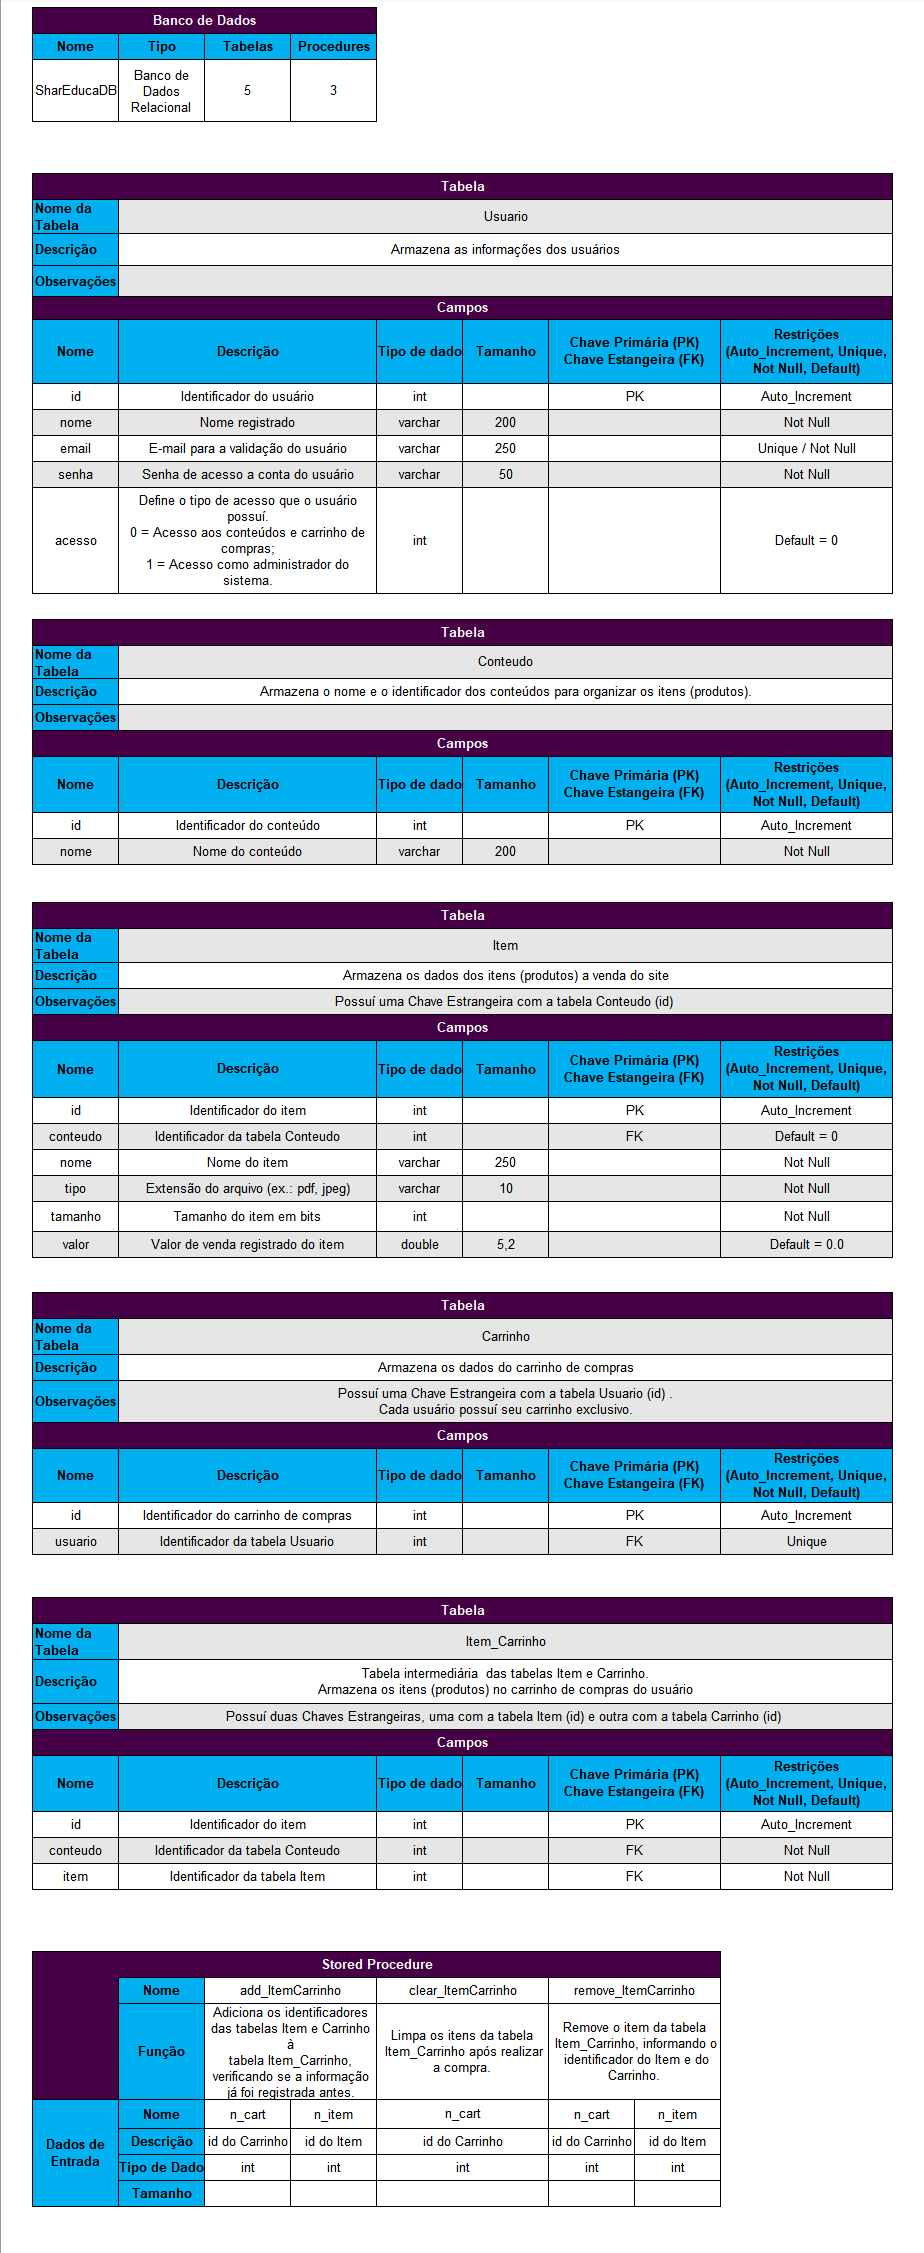 Banco de Dados
Nome Tipo Tabelas Procedures
SharEducaDB Banco de Dados Relacional 5 3
Tabela
Nome da Tabela Usuario
Descrição Armazena as informações dos usuários
Observações
Campos
Nome Descrição Tipo de dado Tamanho Chave Primária (PK) Chave Estangeira (FK) Restrições (Auto_Increment, Unique, Not Null, Default)
id Identificador do usuário int PK Auto_Increment
nome Nome registrado varchar 200 Not Null
email E-mail para a validação do usuário varchar 250 Unique / Not Null
senha Senha de acesso a conta do usuário varchar 50 Not Null
acesso Define o tipo de acesso que o usuário possuí. 0 = Acesso aos conteúdos e carrinho de compras; 1 = Acesso como administrador do sistema. int Default = 0
Tabela
Nome da Tabela Conteudo
Descrição Armazena o nome e o identificador dos conteúdos para organizar os itens (produtos).
Observações
Campos
Nome Descrição Tipo de dado Tamanho Chave Primária (PK) Chave Estangeira (FK) Restrições (Auto_Increment, Unique, Not Null, Default)
id Identificador do conteúdo int PK Auto_Increment
nome Nome do conteúdo varchar 200 Not Null
Tabela
Nome da Tabela Item
Descrição Armazena os dados dos itens (produtos) a venda do site
Observações Possuí uma Chave Estrangeira com a tabela Conteudo (id)
Campos
Nome Descrição Tipo de dado Tamanho Chave Primária (PK) Chave Estangeira (FK) Restrições (Auto_Increment, Unique, Not Null, Default)
id Identificador do item int PK Auto_Increment
conteudo Identificador da tabela Conteudo int FK Default = 0
nome Nome do item varchar 250 Not Null
tipo Extensão do arquivo (ex.: pdf, jpeg) varchar 10 Not Null
tamanho Tamanho do item em bits int Not Null
valor Valor de venda registrado do item double 5,2 Default = 0.0
Tabela
Nome da Tabela Carrinho
Descrição Armazena os dados do carrinho de compras
Observações Possuí uma Chave Estrangeira com a tabela Usuario (id) . Cada usuário possuí seu carrinho exclusivo.
Campos
Nome Descrição Tipo de dado Tamanho Chave Primária (PK) Chave Estangeira (FK) Restrições (Auto_Increment, Unique, Not Null, Default)
id Identificador do carrinho de compras int PK Auto_Increment
usuario Identificador da tabela Usuario int FK Unique
Tabela
Nome da Tabela Item_Carrinho
Descrição Tabela intermediária das tabelas Item e Carrinho. Armazena os itens (produtos) no carrinho de compras do usuário
Observações Possuí duas Chaves Estrangeiras, uma com a tabela Item (id) e outra com a tabela Carrinho (id)
Campos
Nome Descrição Tipo de dado Tamanho Chave Primária (PK) Chave Estangeira (FK) Restrições (Auto_Increment, Unique, Not Null, Default)
id Identificador do item int PK Auto_Increment
conteudo Identificador da tabela Conteudo int FK Not Null
item Identificador da tabela Item int FK Not Null
Stored Procedure
Nome add_ItemCarrinho clear_ItemCarrinho remove_ItemCarrinho
Função Adiciona os identificadores das tabelas Item e Carrinho à tabela Item_Carrinho, verificando se a informação já foi registrada antes. Limpa os itens da tabela Item_Carrinho após realizar a compra. Remove o item da tabela Item_Carrinho, informando o identificador do Item e do Carrinho.
Dados de Entrada
Nome n_cart n_item n_cart n_cart n_item
Descrição id do Carrinho id do Item id do Carrinho id do Carrinho id do Item
Tipo de Dado int int int int int
Tamanho